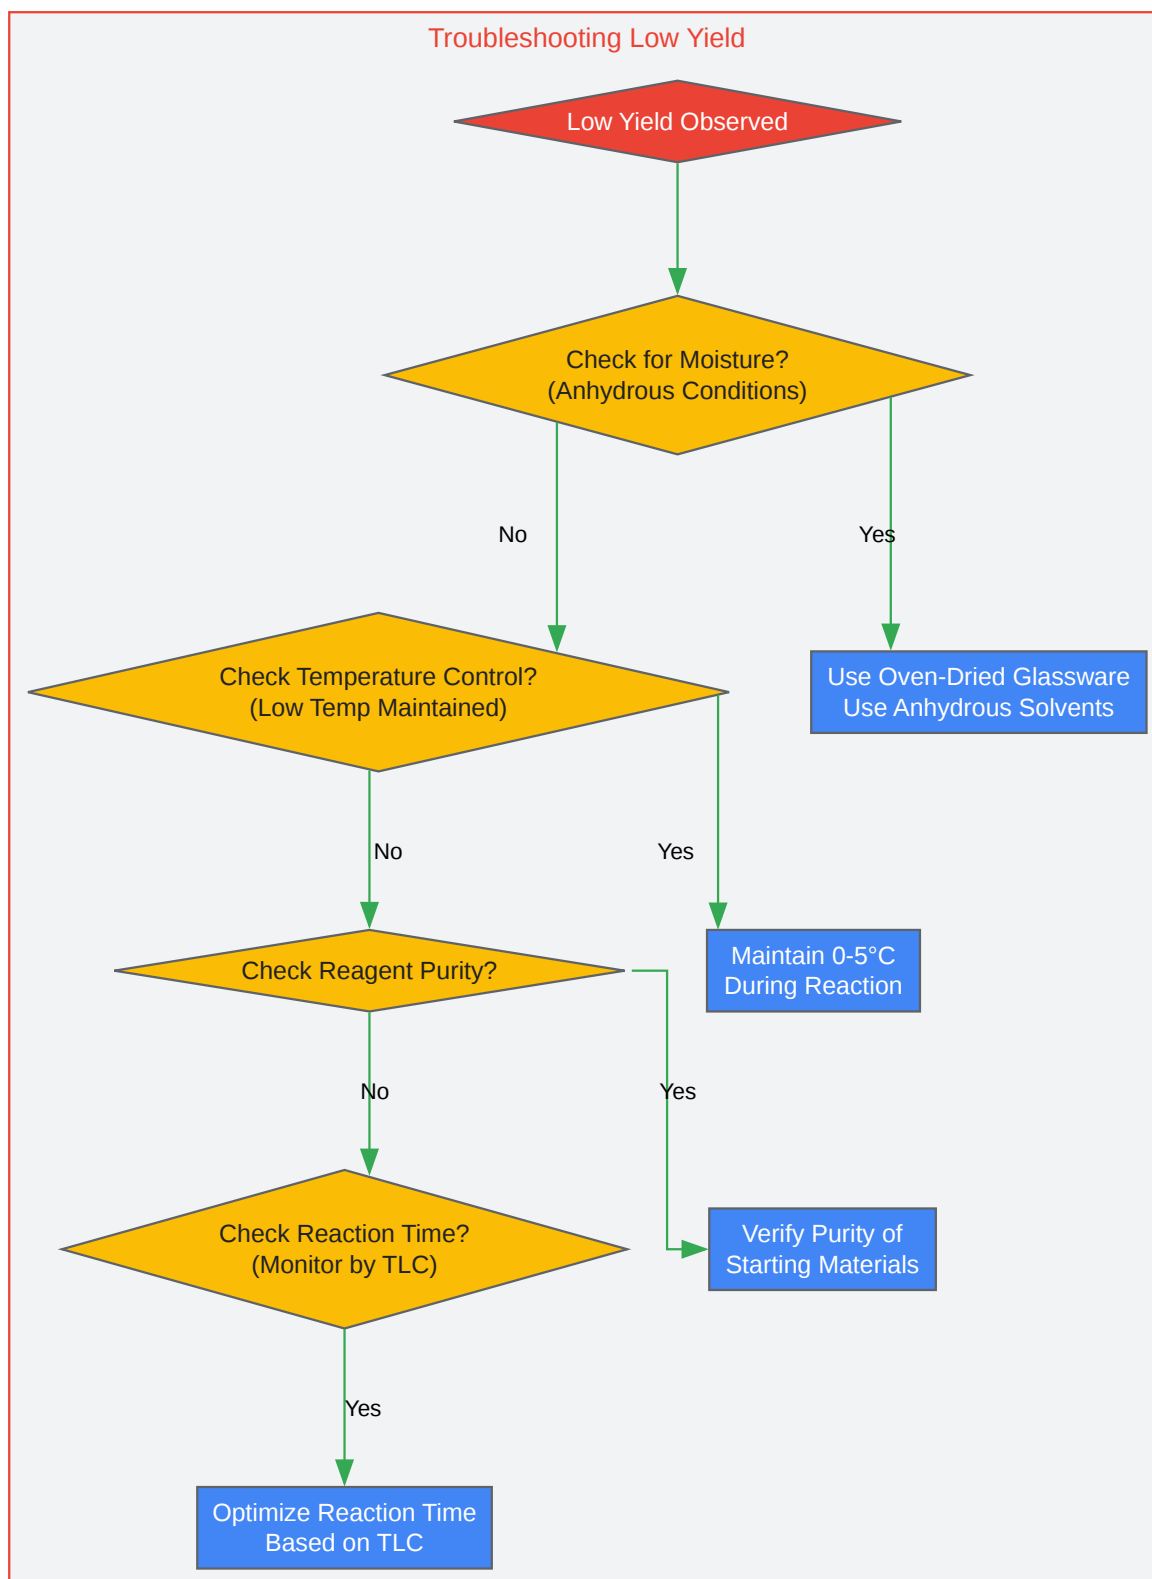 Troubleshooting Low Yield
Low Yield Observed
Check for Moisture?
(Anhydrous Conditions)
No
Yes
Check Temperature Control?
(Low Temp Maintained)
Use Oven-Dried Glassware
Use Anhydrous Solvents
No
Yes
Check Reagent Purity?
Maintain 0-5°C
During Reaction
No
Yes
Check Reaction Time?
(Monitor by TLC)
Verify Purity of
Starting Materials
Yes
Optimize Reaction Time
Based on TLC